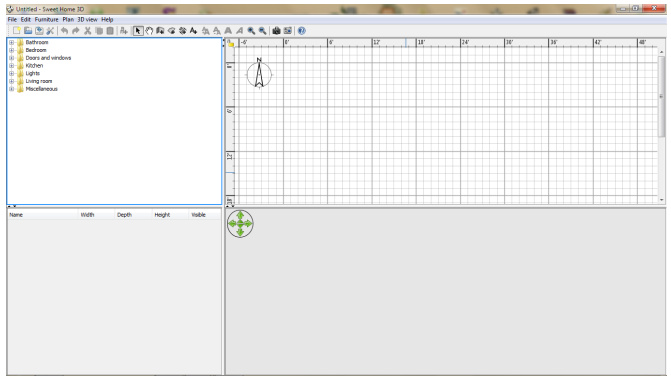 Untitled - Sweet Home 3D
File Edit Furniture Plan 3D view Help
Bathroom
Bedroom
Doors and windows
Kitchen
Lights
Living room
Miscellaneous
-6' 0' 6' 12' 18' 24' 30' 36' 42' 48'
N
6'
12'
18'
Name Width Depth Height Visible